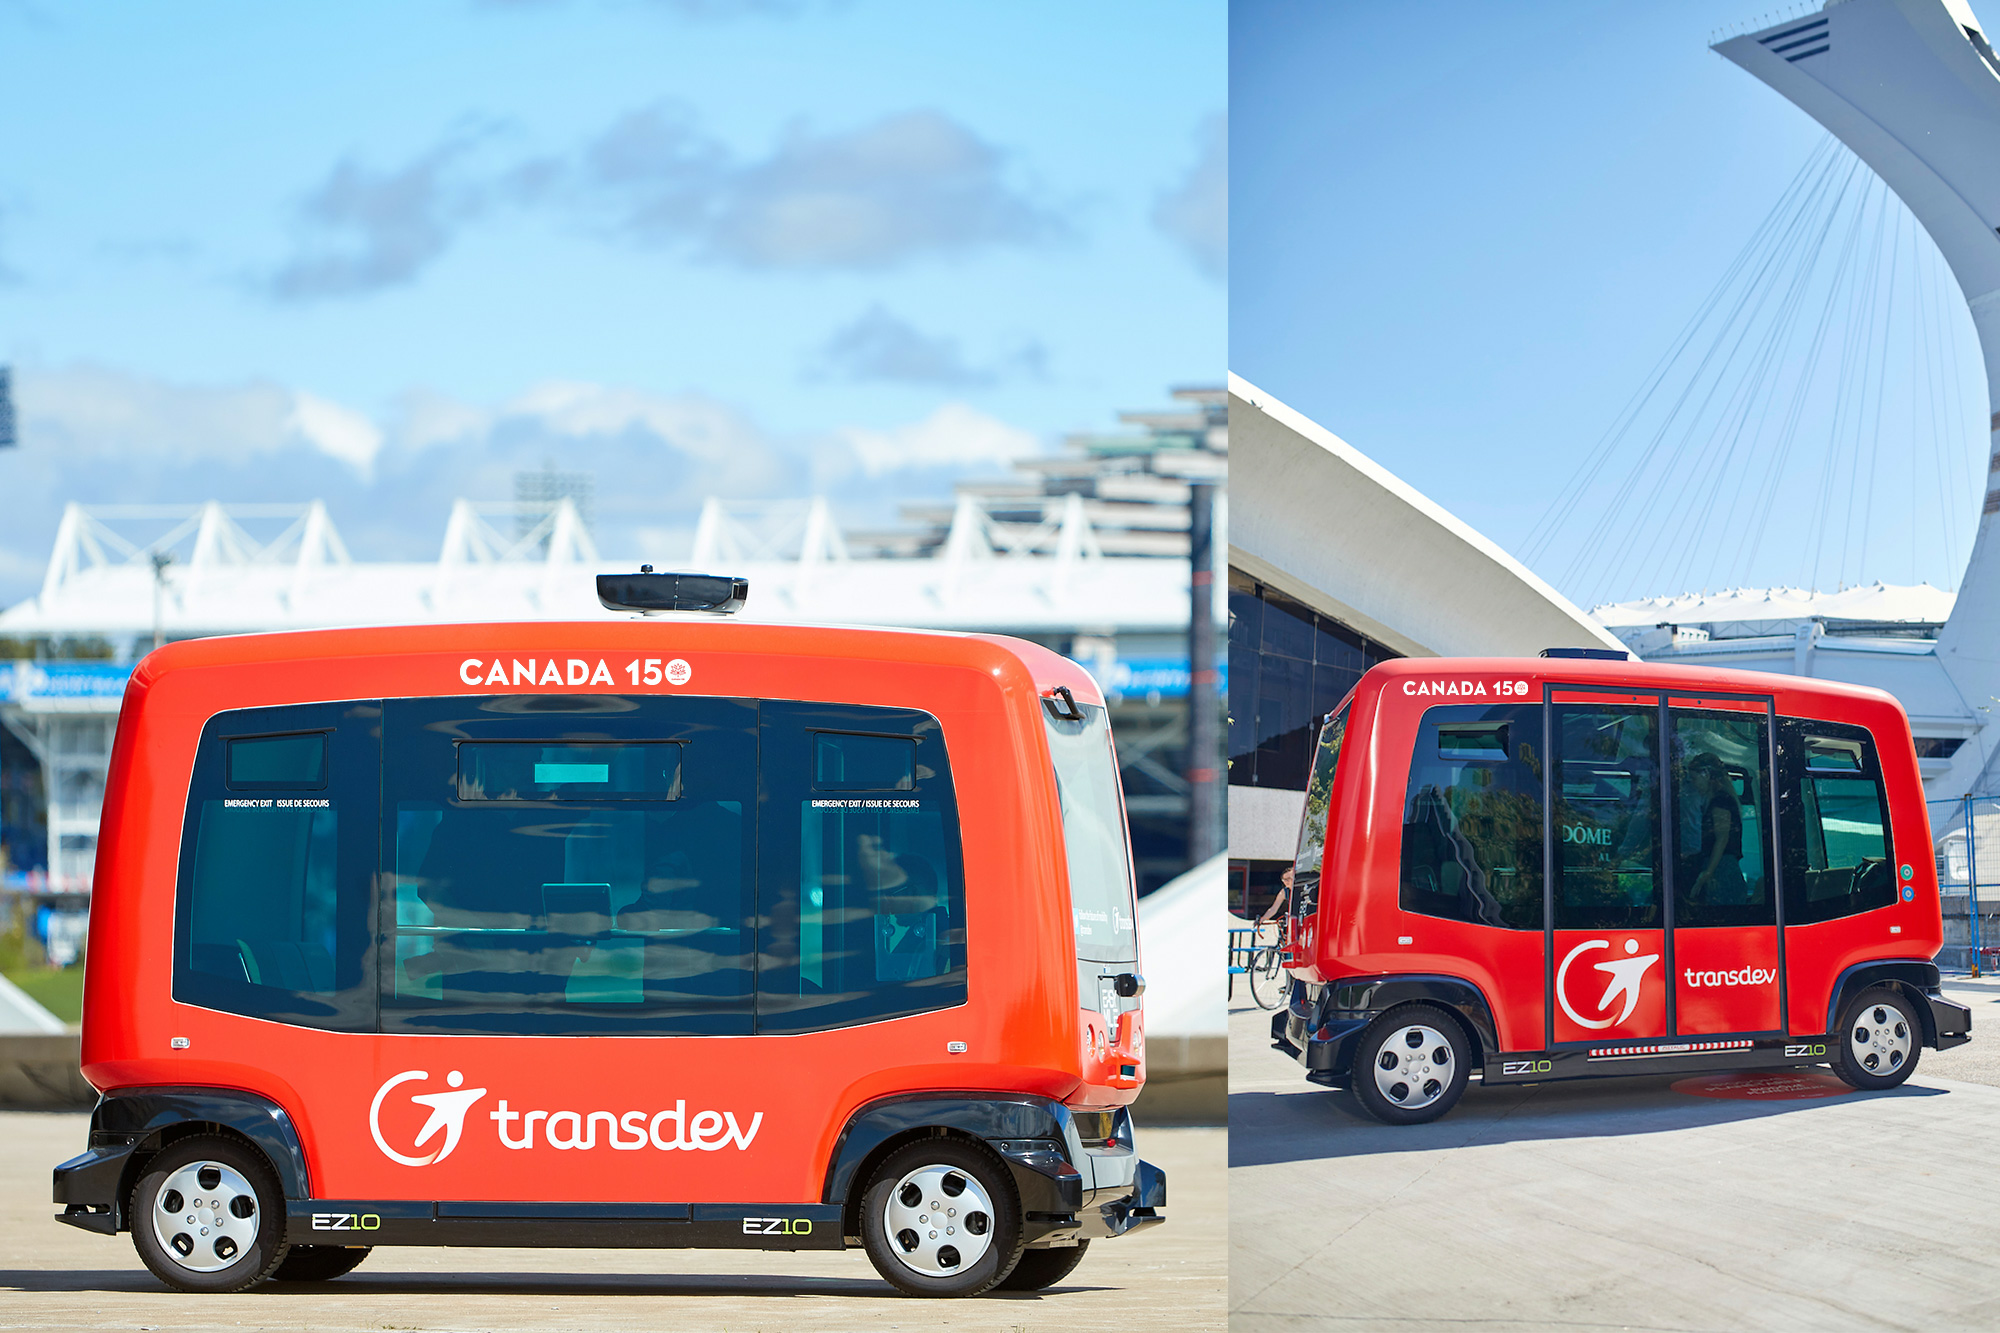 CANADA 150
EMERGENCY EXIT ISSUE DE SECOURS
EMERGENCY EXIT / ISSUE DE SECOURS
transdev
EZ10
EZ10
CANADA 150
DÔME
transdev
EZ10
EZ10